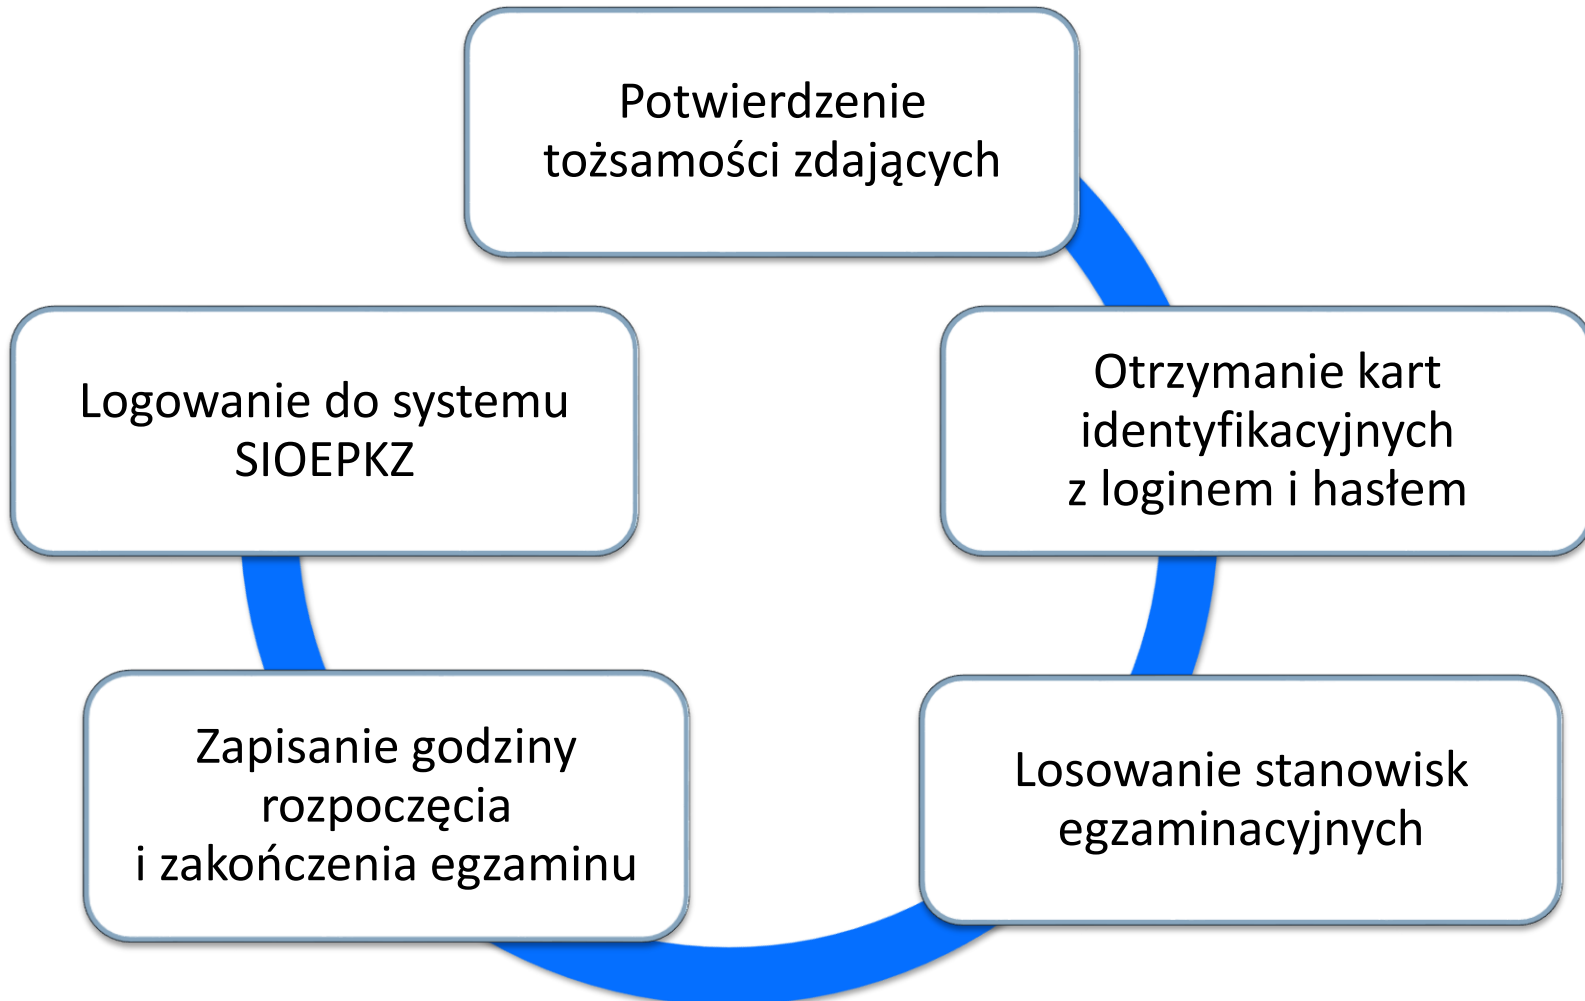 Potwierdzenie
tożsamości zdających
Otrzymanie kart
identyfikacyjnych
z loginem i hasłem
Losowanie stanowisk
egzaminacyjnych
Zapisanie godziny
rozpoczęcia
i zakończenia egzaminu
Logowanie do systemu
SIOEPKZ